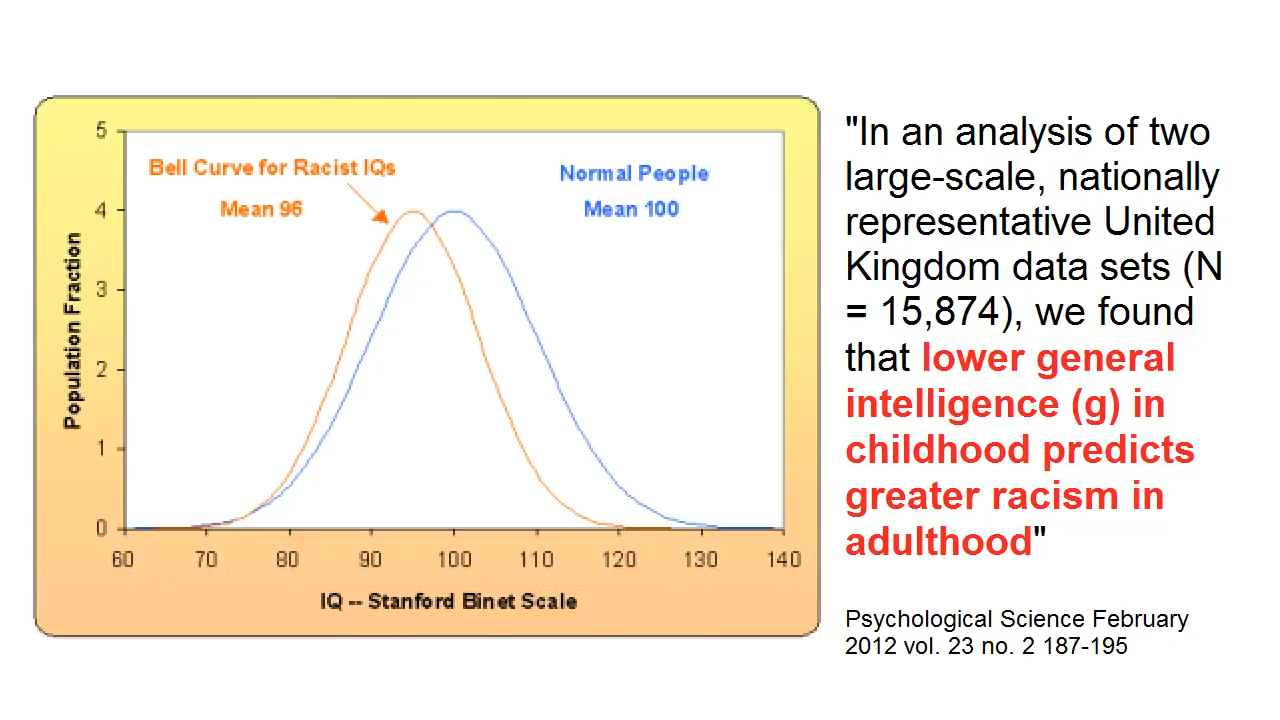 Bell Curve for Racist IQs
Mean 96
Normal People
Mean 100
Population Fraction
5
4
3
2
1
0
60 70 80 90 100 110 120 130 140
IQ -- Stanford Binet Scale
"In an analysis of two
large-scale, nationally
representative United
Kingdom data sets (N
= 15,874), we found
that lower general
intelligence (g) in
childhood predicts
greater racism in
adulthood"
Psychological Science February
2012 vol. 23 no. 2 187-195